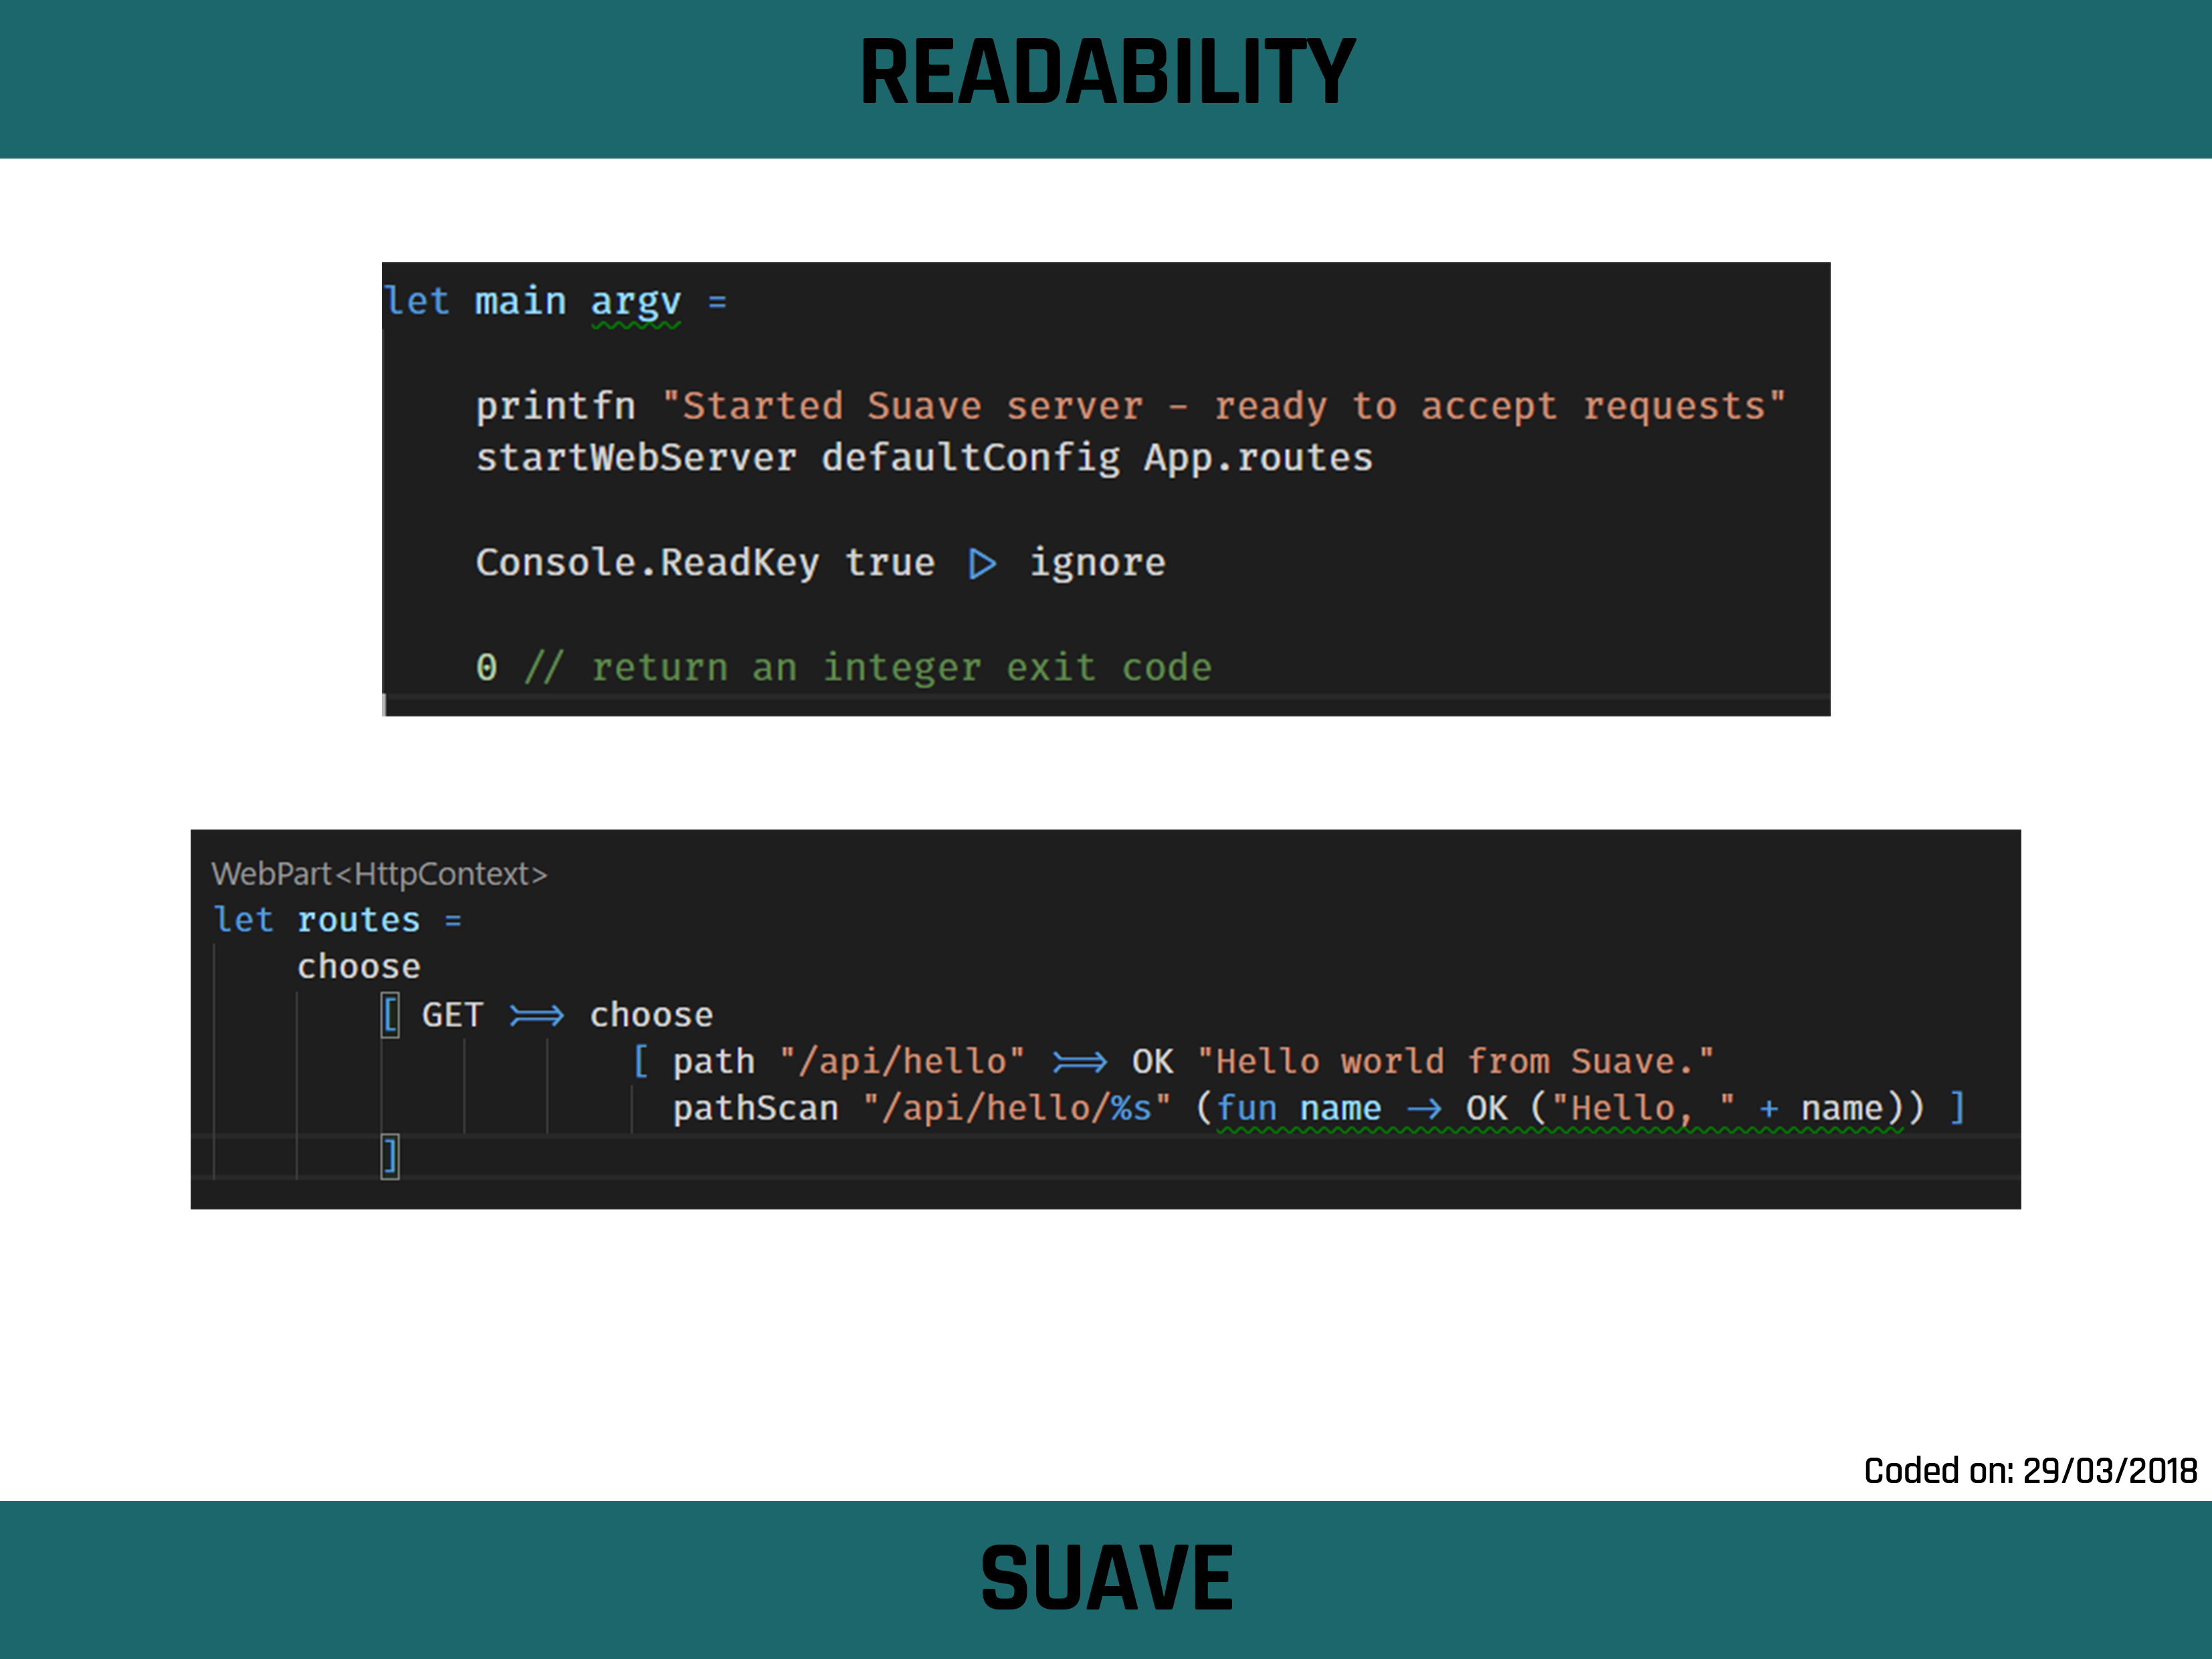 READABILITY
let main argv =
printfn "Started Suave server - ready to accept requests"
startWebServer defaultConfig App.routes
Console.ReadKey true ▷ ignore
0 // return an integer exit code
WebPart<HttpContext>
let routes =
choose
[ GET >=> choose
[ path "/api/hello" >=> OK "Hello world from Suave."
pathScan "/api/hello/%s" (fun name → OK ("Hello, " + name)) ]
]
Coded on: 29/03/2018
SUAVE